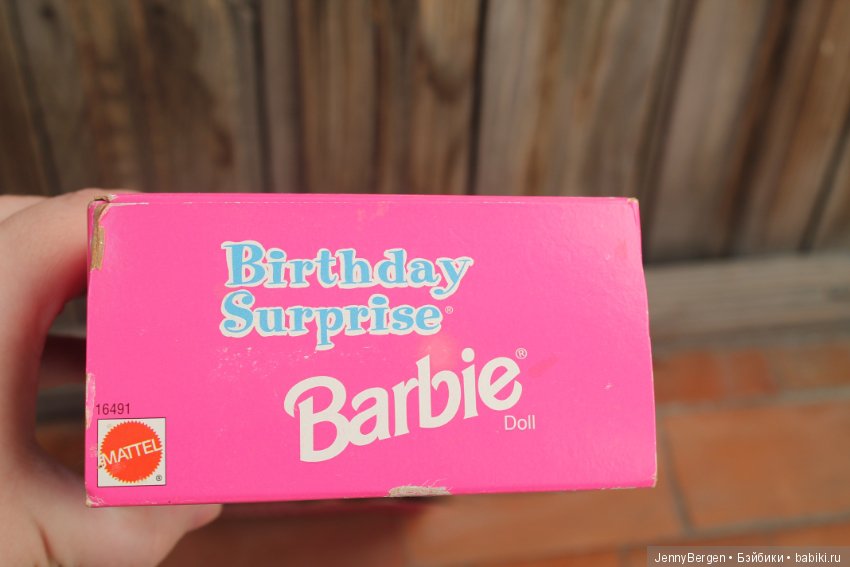 Birthday
Surprise®
Barbie®
Doll
16491
MATTEL
®
JennyBergen • Бэйбики • babiki.ru